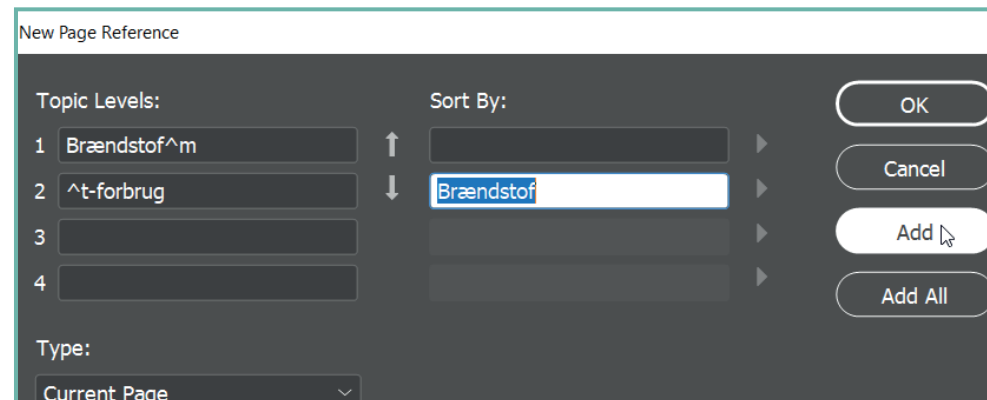 New Page Reference
Topic Levels: Sort By: OK
1 Brændstof^m
Cancel
2 ^t-forbrug Brændstof
3 Add
4 Add All
Type:
Current Page